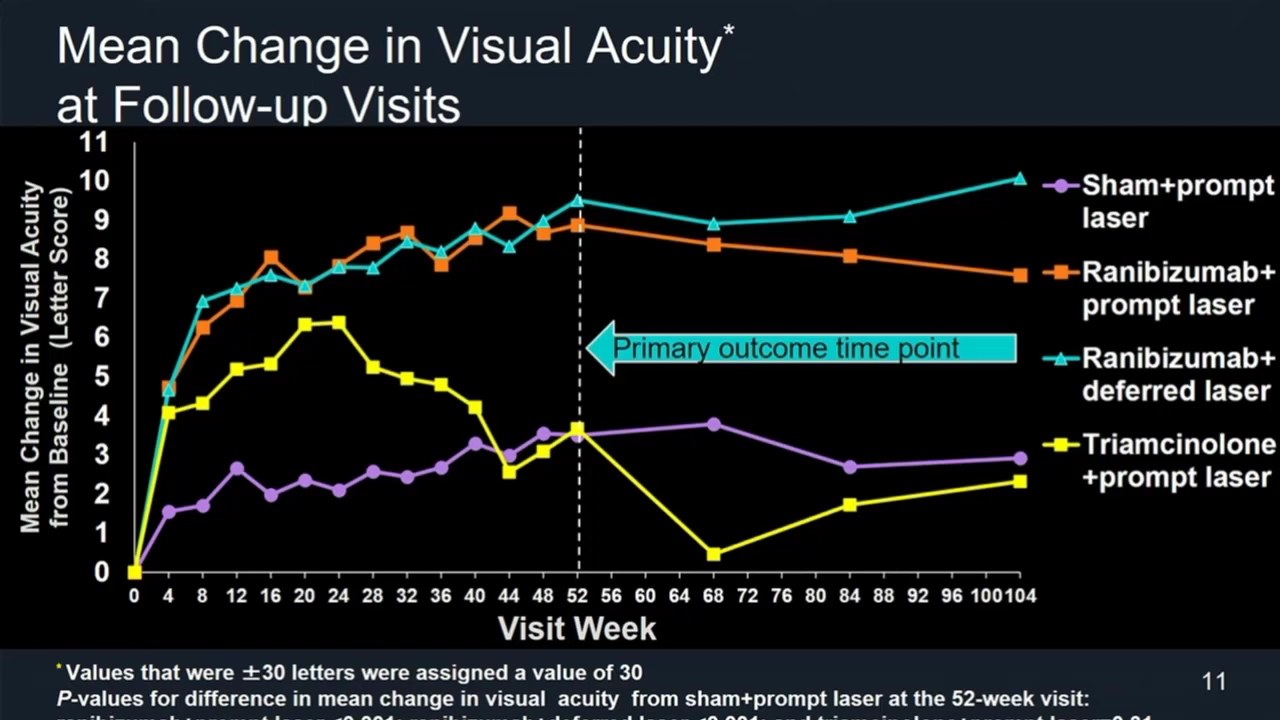 Mean Change in Visual Acuity*
at Follow-up Visits
Mean Change in Visual Acuity
from Baseline (Letter Score)
11
10
9
8
7
6
5
4
3
2
1
0
0 4 8 12 16 20 24 28 32 36 40 44 48 52 56 60 64 68 72 76 80 84 88 92 96 100 104
Visit Week
Primary outcome time point
Sham+prompt
laser
Ranibizumab+
prompt laser
Ranibizumab+
deferred laser
Triamcinolone
+prompt laser
*Values that were ±30 letters were assigned a value of 30
P-values for difference in mean change in visual acuity from sham+prompt laser at the 52-week visit:
11